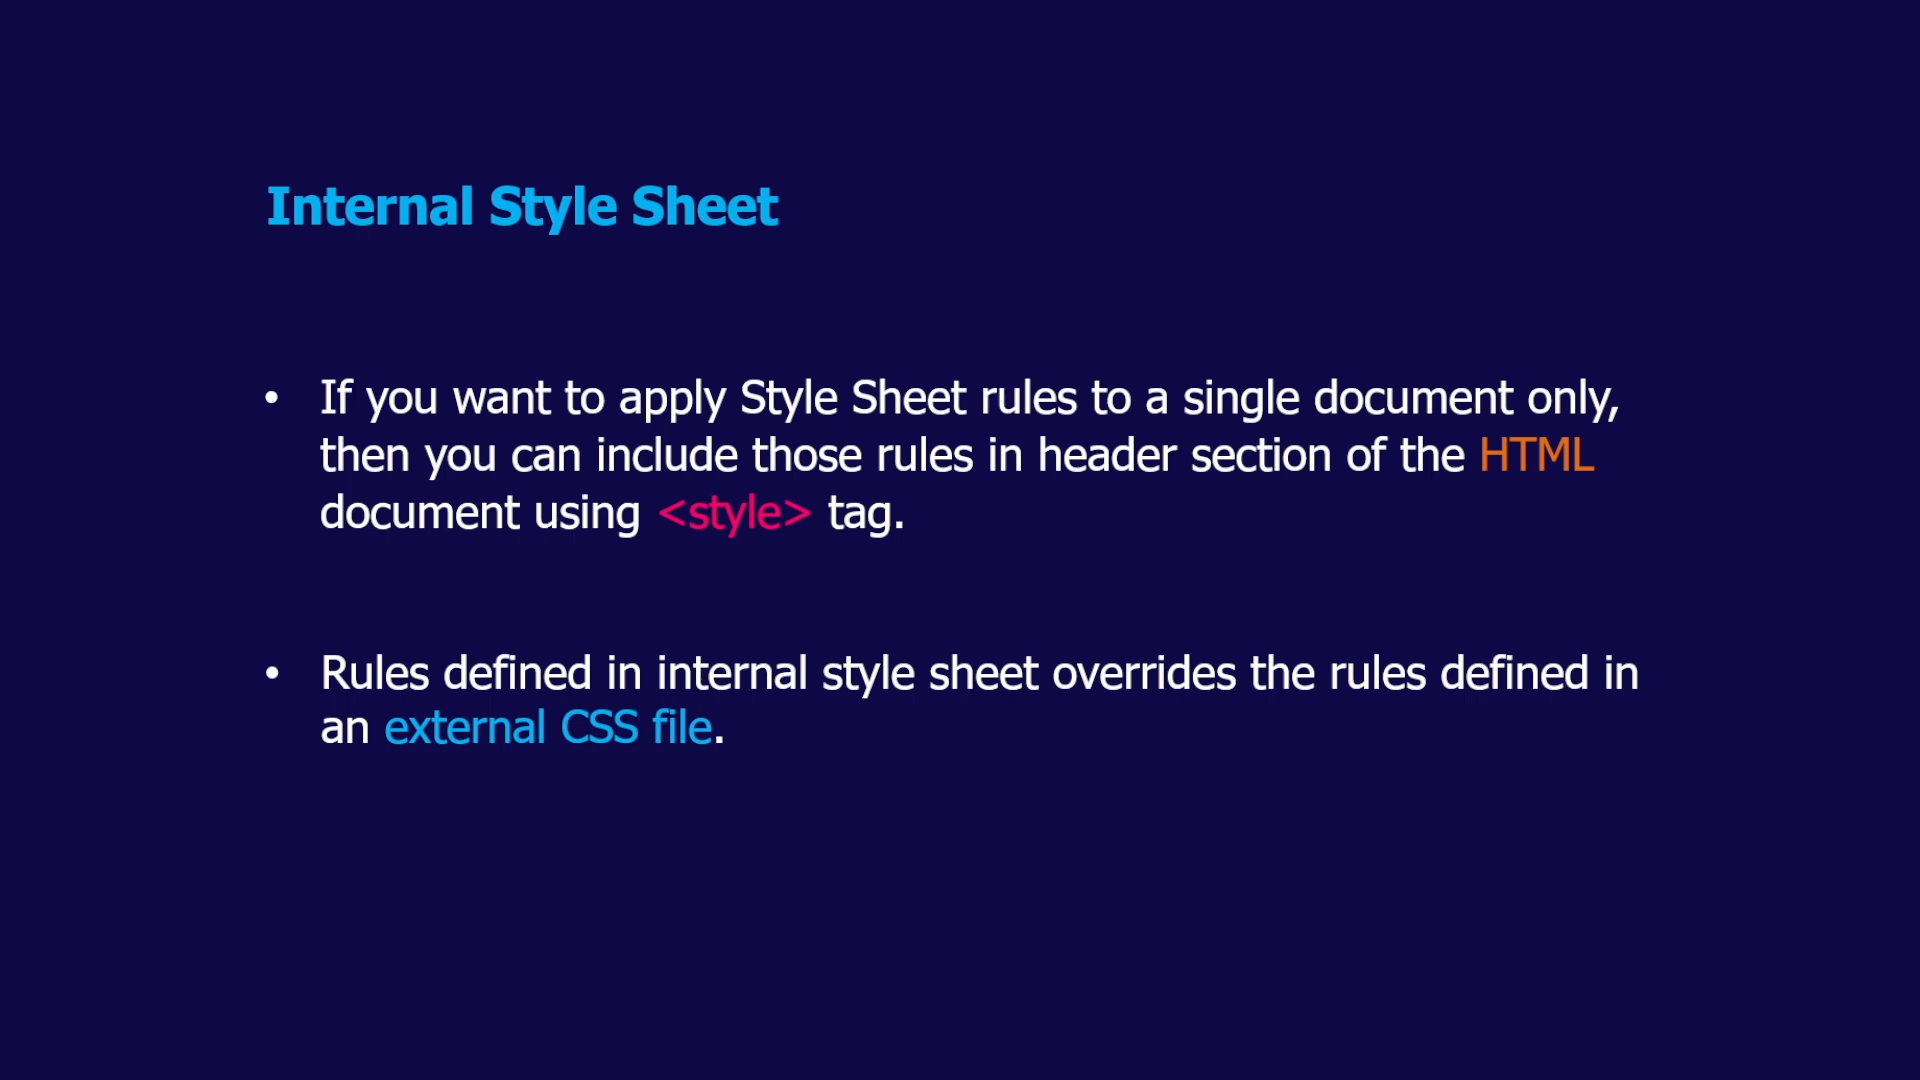 Internal Style Sheet
• If you want to apply Style Sheet rules to a single document only,
then you can include those rules in header section of the HTML
document using <style> tag.
• Rules defined in internal style sheet overrides the rules defined in
an external CSS file.